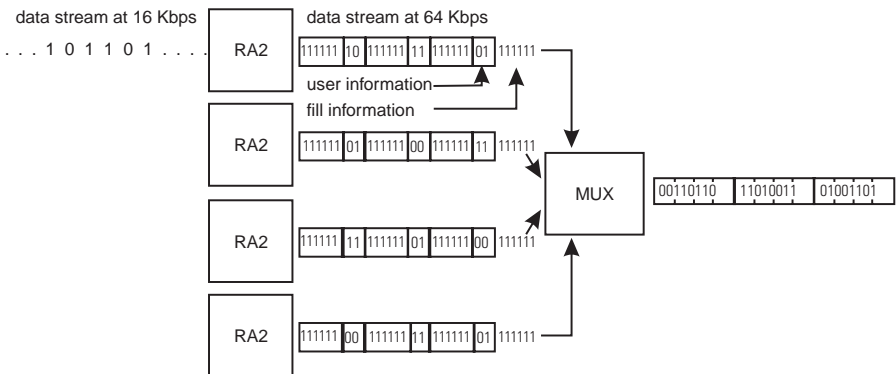 data stream at 16 Kbps
. . . 1 0 1 1 0 1 . . . .
RA2
data stream at 64 Kbps
111111 10 111111 11 111111 01 111111
user information
fill information
RA2
111111 01 111111 00 111111 11 111111
MUX
00110110 11010011 01001101
RA2
111111 11 111111 01 111111 00 111111
RA2
111111 00 111111 11 111111 01 111111